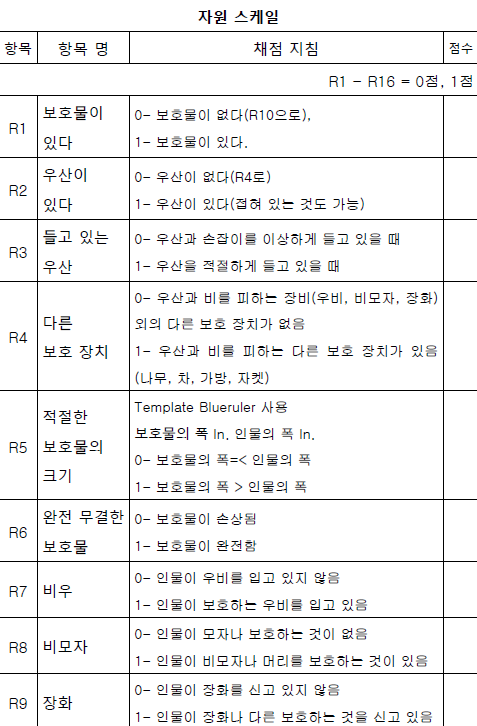 자원 스케일
항목 항목 명 채점 지침 점수
R1 - R16 = 0점, 1점
R1 보호물이 있다
0- 보호물이 없다(R10으로),
1- 보호물이 있다.
R2 우산이 있다
0- 우산이 없다(R4로)
1- 우산이 있다(접혀 있는 것도 가능)
R3 들고 있는 우산
0- 우산과 손잡이를 이상하게 들고 있을 때
1- 우산을 적절하게 들고 있을 때
R4 다른 보호 장치
0- 우산과 비를 피하는 장비(우비, 비모자, 장화)
외의 다른 보호 장치가 없음
1- 우산과 비를 피하는 다른 보호 장치가 있음
(나무, 차, 가방, 자켓)
R5 적절한 보호물의 크기
Template Blueruler 사용
보호물의 폭 In. 인물의 폭 In.
0- 보호물의 폭=< 인물의 폭
1- 보호물의 폭 > 인물의 폭
R6 완전 무결한 보호물
0- 보호물이 손상됨
1- 보호물이 완전함
R7 비우
0- 인물이 우비를 입고 있지 않음
1- 인물이 보호하는 우비를 입고 있음
R8 비모자
0- 인물이 모자나 보호하는 것이 없음
1- 인물이 비모자나 머리를 보호하는 것이 있음
R9 장화
0- 인물이 장화를 신고 있지 않음
1- 인물이 장화나 다른 보호하는 것을 신고 있음